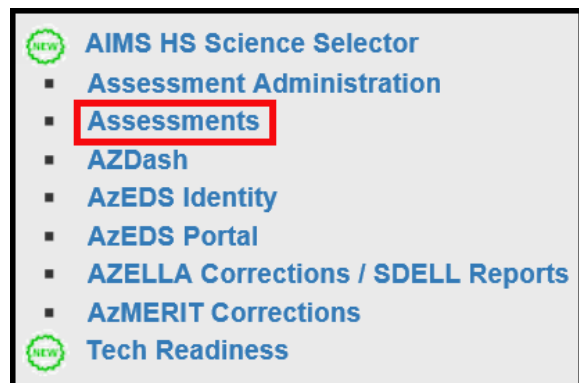 NEW AIMS HS Science Selector
Assessment Administration
Assessments
AZDash
AzEDS Identity
AzEDS Portal
AZELLA Corrections / SDELL Reports
AzMERIT Corrections
NEW Tech Readiness